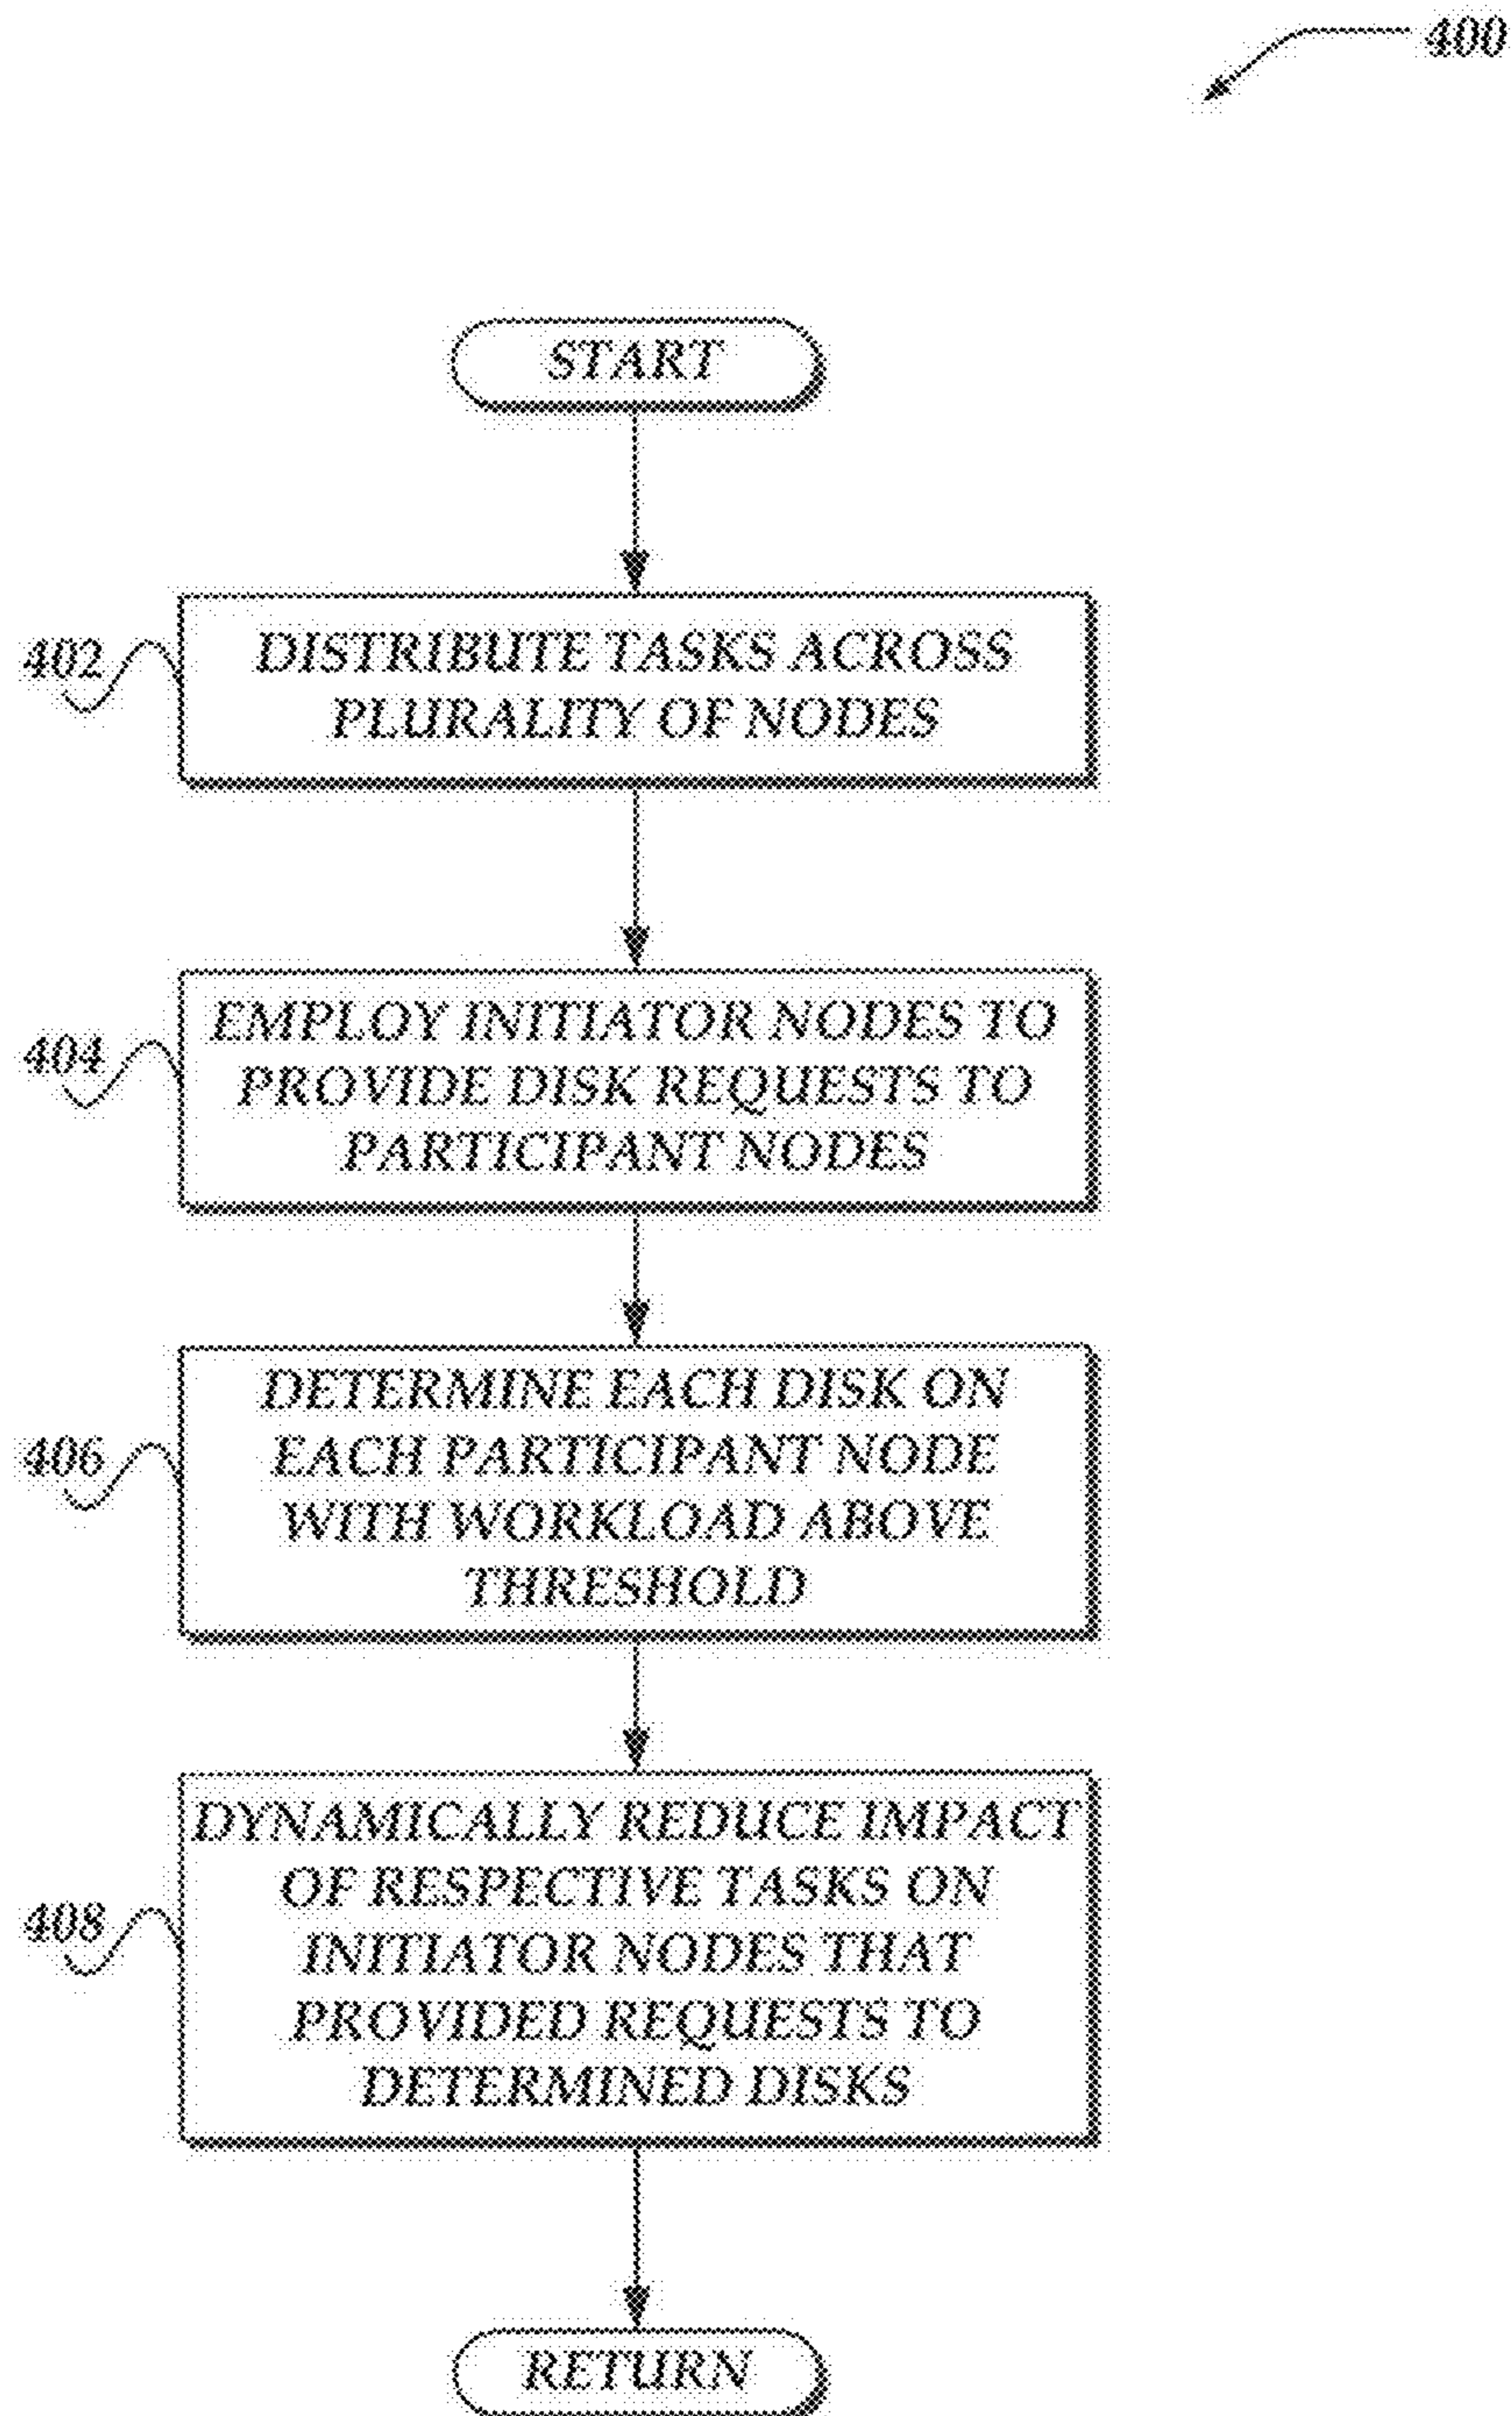 400
START
402
DISTRIBUTE TASKS ACROSS
PLURALITY OF NODES
404
EMPLOY INITIATOR NODES TO
PROVIDE DISK REQUESTS TO
PARTICIPANT NODES
406
DETERMINE EACH DISK ON
EACH PARTICIPANT NODE
WITH WORKLOAD ABOVE
THRESHOLD
408
DYNAMICALLY REDUCE IMPACT
OF RESPECTIVE TASKS ON
INITIATOR NODES THAT
PROVIDED REQUESTS TO
DETERMINED DISKS
RETURN